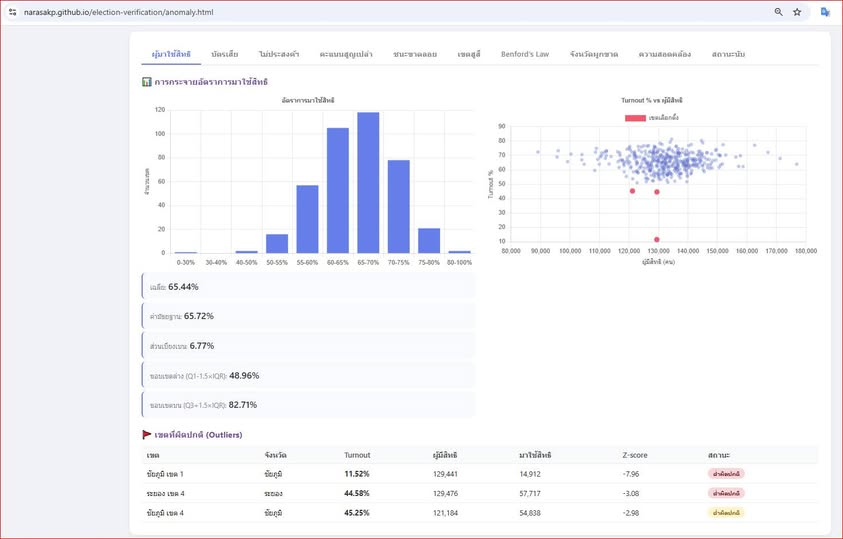 narasakp.github.io/election-verification/anomaly.html
ผู้มาใช้สิทธิ บัตรเสีย ไม่ประสงค์ฯ คะแนนสูญเปล่า ชนะขาดลอย เขตสูสี Benford's Law จังหวัดผูกขาด ความสอดคล้อง สถานะนับ
การกระจายอัตราการมาใช้สิทธิ
อัตราการมาใช้สิทธิ
120
100
80
60
40
20
0
จำนวนเขต
0-30% 30-40% 40-50% 50-55% 55-60% 60-65% 65-70% 70-75% 75-80% 80-100%
Turnout % vs ผู้มีสิทธิ
เขตเลือกตั้ง
90
80
70
60
50
40
30
20
10
Turnout %
80,000 90,000 100,000 110,000 120,000 130,000 140,000 150,000 160,000 170,000 180,000
ผู้มีสิทธิ (คน)
เฉลี่ย: 65.44%
ค่ามัธยฐาน: 65.72%
ส่วนเบี่ยงเบน: 6.77%
ขอบเขตล่าง (Q1-1.5×IQR): 48.96%
ขอบเขตบน (Q3+1.5×IQR): 82.71%
เขตที่ผิดปกติ (Outliers)
เขต จังหวัด Turnout ผู้มีสิทธิ มาใช้สิทธิ Z-score สถานะ
ชัยภูมิ เขต 1 ชัยภูมิ 11.52% 129,441 14,912 -7.96 ต่ำผิดปกติ
ระยอง เขต 4 ระยอง 44.58% 129,476 57,717 -3.08 ต่ำผิดปกติ
ชัยภูมิ เขต 4 ชัยภูมิ 45.25% 121,184 54,838 -2.98 ต่ำผิดปกติ